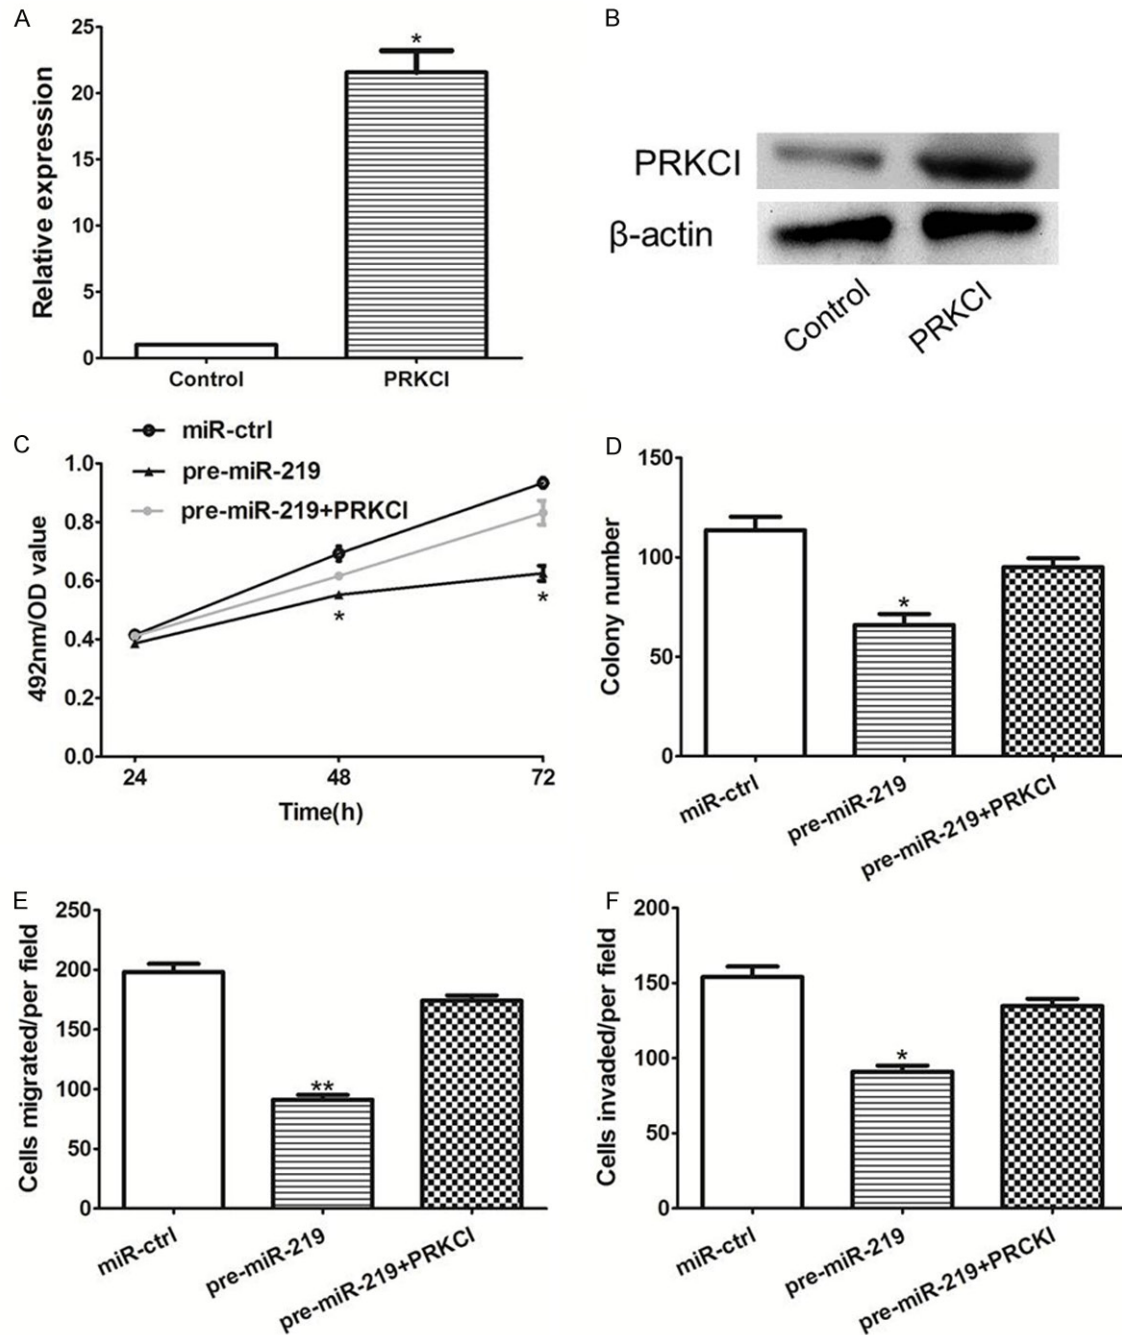 A
Relative expression
25
20
15
10
5
0
*
Control
PRKCI
B
PRKCI
β-actin
Control
PRKCI
C
miR-ctrl
pre-miR-219
pre-miR-219+PRKCI
492nm/OD value
1.0
0.8
0.6
0.4
0.2
0.0
*
*
24
48
72
Time(h)
D
Colony number
150
100
50
0
*
miR-ctrl
pre-miR-219
pre-miR-219+PRKCI
E
Cells migrated/per field
250
200
150
100
50
0
**
miR-ctrl
pre-miR-219
pre-miR-219+PRKCI
F
Cells invaded/per field
200
150
100
50
0
*
miR-ctrl
pre-miR-219
pre-miR-219+PRCKI